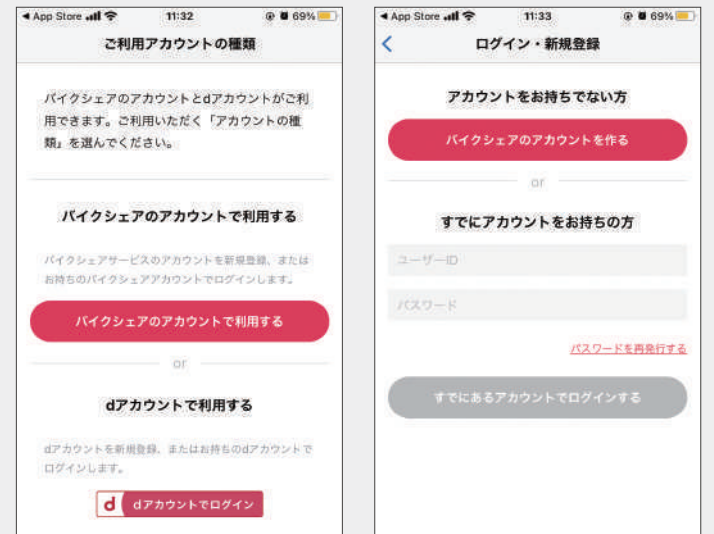 App Store 11:32 69%
ご利用アカウントの種類
バイクシェアのアカウントとdアカウントがご利
用できます。ご利用いただく「アカウントの種
類」を選んでください。
バイクシェアのアカウントで利用する
バイクシェアサービスのアカウントを新規登録、または
お持ちのバイクシェアアカウントでログインします。
バイクシェアのアカウントで利用する
or
dアカウントで利用する
dアカウントを新規登録、またはお持ちのdアカウントで
ログインします。
d dアカウントでログイン
App Store 11:33 69%
ログイン・新規登録
アカウントをお持ちでない方
バイクシェアのアカウントを作る
or
すでにアカウントをお持ちの方
ユーザーID
パスワード
パスワードを再発行する
すでにあるアカウントでログインする